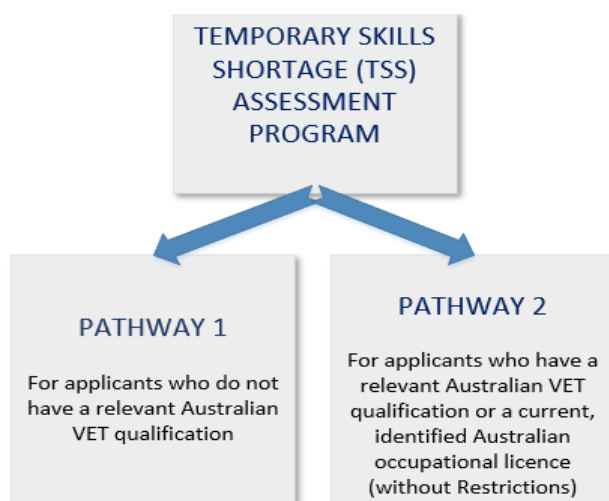 TEMPORARY SKILLS
SHORTAGE (TSS)
ASSESSMENT
PROGRAM
PATHWAY 1
For applicants who do not
have a relevant Australian
VET qualification
PATHWAY 2
For applicants who have a
relevant Australian VET
qualification or a current,
identified Australian
occupational licence
(without Restrictions)